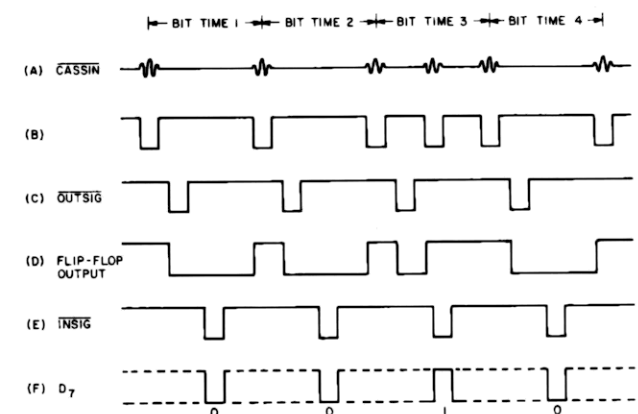 BIT TIME 1 BIT TIME 2 BIT TIME 3 BIT TIME 4
(A) CASSIN
(B)
(C) OUTSIG
(D) FLIP-FLOP
OUTPUT
(E) INSIG
(F) D7
0 0 1 0